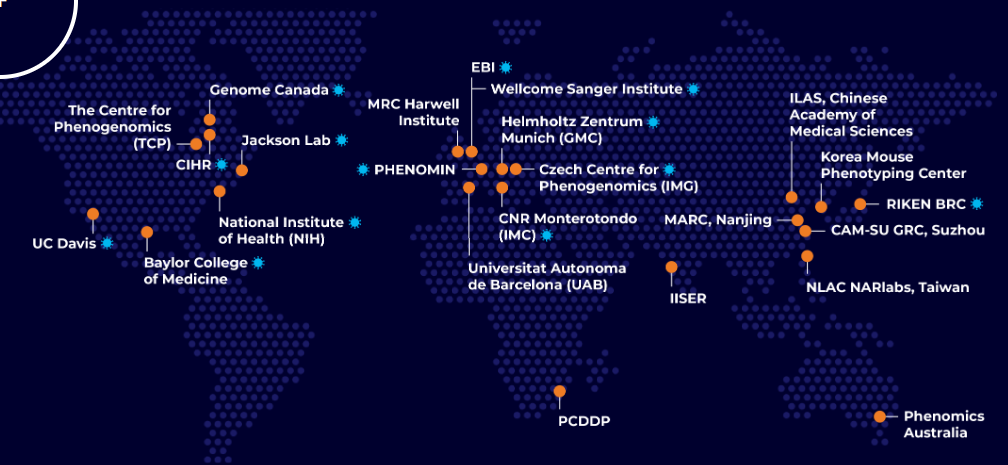 EBI
Wellcome Sanger Institute
Genome Canada
MRC Harwell
Institute
The Centre for
Phenogenomics
(TCP)
Helmholtz Zentrum
Munich (GMC)
ILAS, Chinese
Academy of
Medical Sciences
Jackson Lab
CIHR
PHENOMIN
Czech Centre for
Phenogenomics (IMG)
Korea Mouse
Phenotyping Center
RIKEN BRC
National Institute
of Health (NIH)
CNR Monterotondo
(IMC)
MARC, Nanjing
CAM-SU GRC, Suzhou
UC Davis
Baylor College
of Medicine
Universitat Autonoma
de Barcelona (UAB)
IISER
NLAC NARlabs, Taiwan
PCDDP
Phenomics
Australia